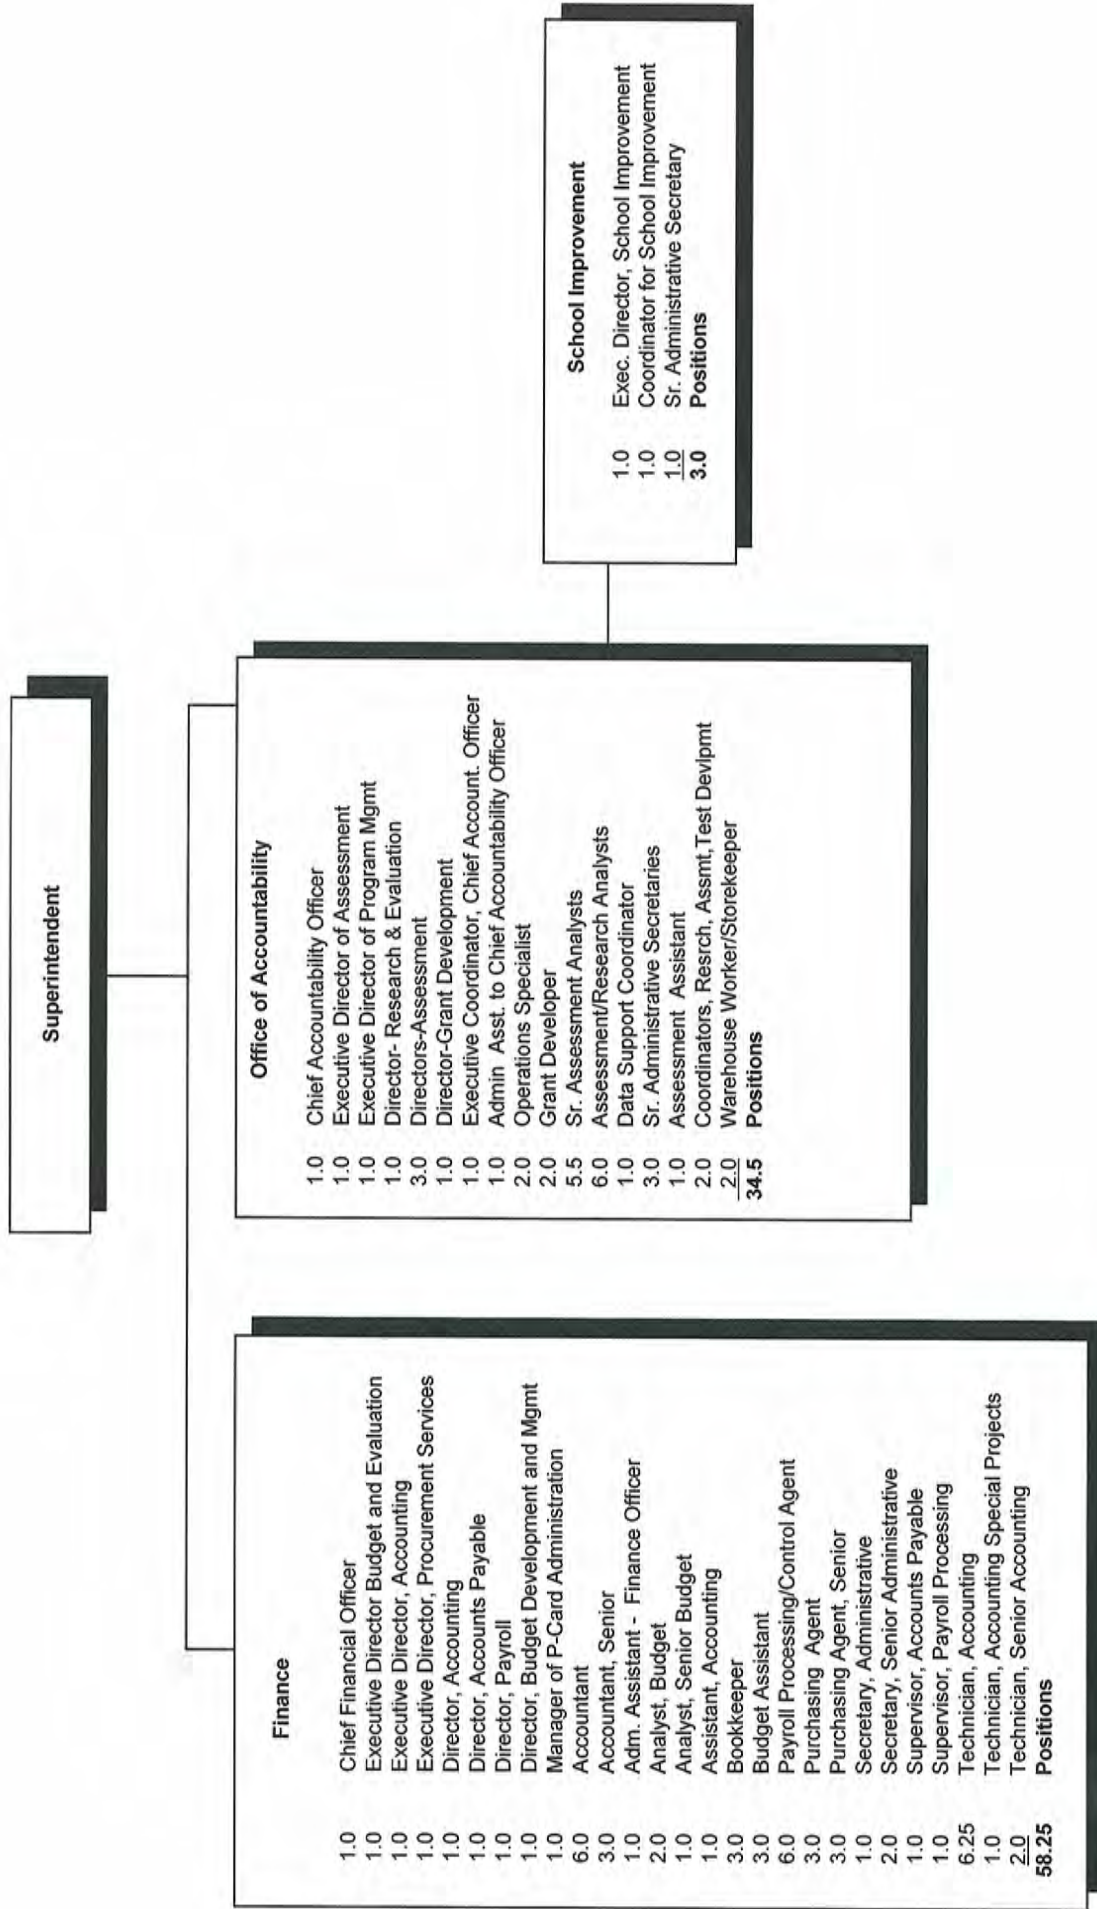 Superintendent
Finance
1.0 Chief Financial Officer
1.0 Executive Director Budget and Evaluation
1.0 Executive Director, Accounting
1.0 Executive Director, Procurement Services
1.0 Director, Accounting
1.0 Director, Accounts Payable
1.0 Director, Payroll
1.0 Director, Budget Development and Mgmt
1.0 Manager of P-Card Administration
6.0 Accountant
3.0 Accountant, Senior
1.0 Adm. Assistant - Finance Officer
2.0 Analyst, Budget
1.0 Analyst, Senior Budget
1.0 Assistant, Accounting
3.0 Bookkeeper
3.0 Budget Assistant
6.0 Payroll Processing/Control Agent
3.0 Purchasing Agent
3.0 Purchasing Agent, Senior
1.0 Secretary, Administrative
2.0 Secretary, Senior Administrative
1.0 Supervisor, Accounts Payable
1.0 Supervisor, Payroll Processing
6.25 Technician, Accounting
1.0 Technician, Accounting Special Projects
2.0 Technician, Senior Accounting
58.25 Positions
Office of Accountability
1.0 Chief Accountability Officer
1.0 Executive Director of Assessment
1.0 Executive Director of Program Mgmt
1.0 Director- Research & Evaluation
3.0 Directors-Assessment
1.0 Director-Grant Development
1.0 Executive Coordinator, Chief Account. Officer
1.0 Admin Asst. to Chief Accountability Officer
2.0 Operations Specialist
2.0 Grant Developer
5.5 Sr. Assessment Analysts
6.0 Assessment/Research Analysts
1.0 Data Support Coordinator
3.0 Sr. Administrative Secretaries
1.0 Assessment Assistant
2.0 Coordinators, Resrch, Assmt,Test Devlpmt
2.0 Warehouse Worker/Storekeeper
34.5 Positions
School Improvement
1.0 Exec. Director, School Improvement
1.0 Coordinator for School Improvement
1.0 Sr. Administrative Secretary
3.0 Positions